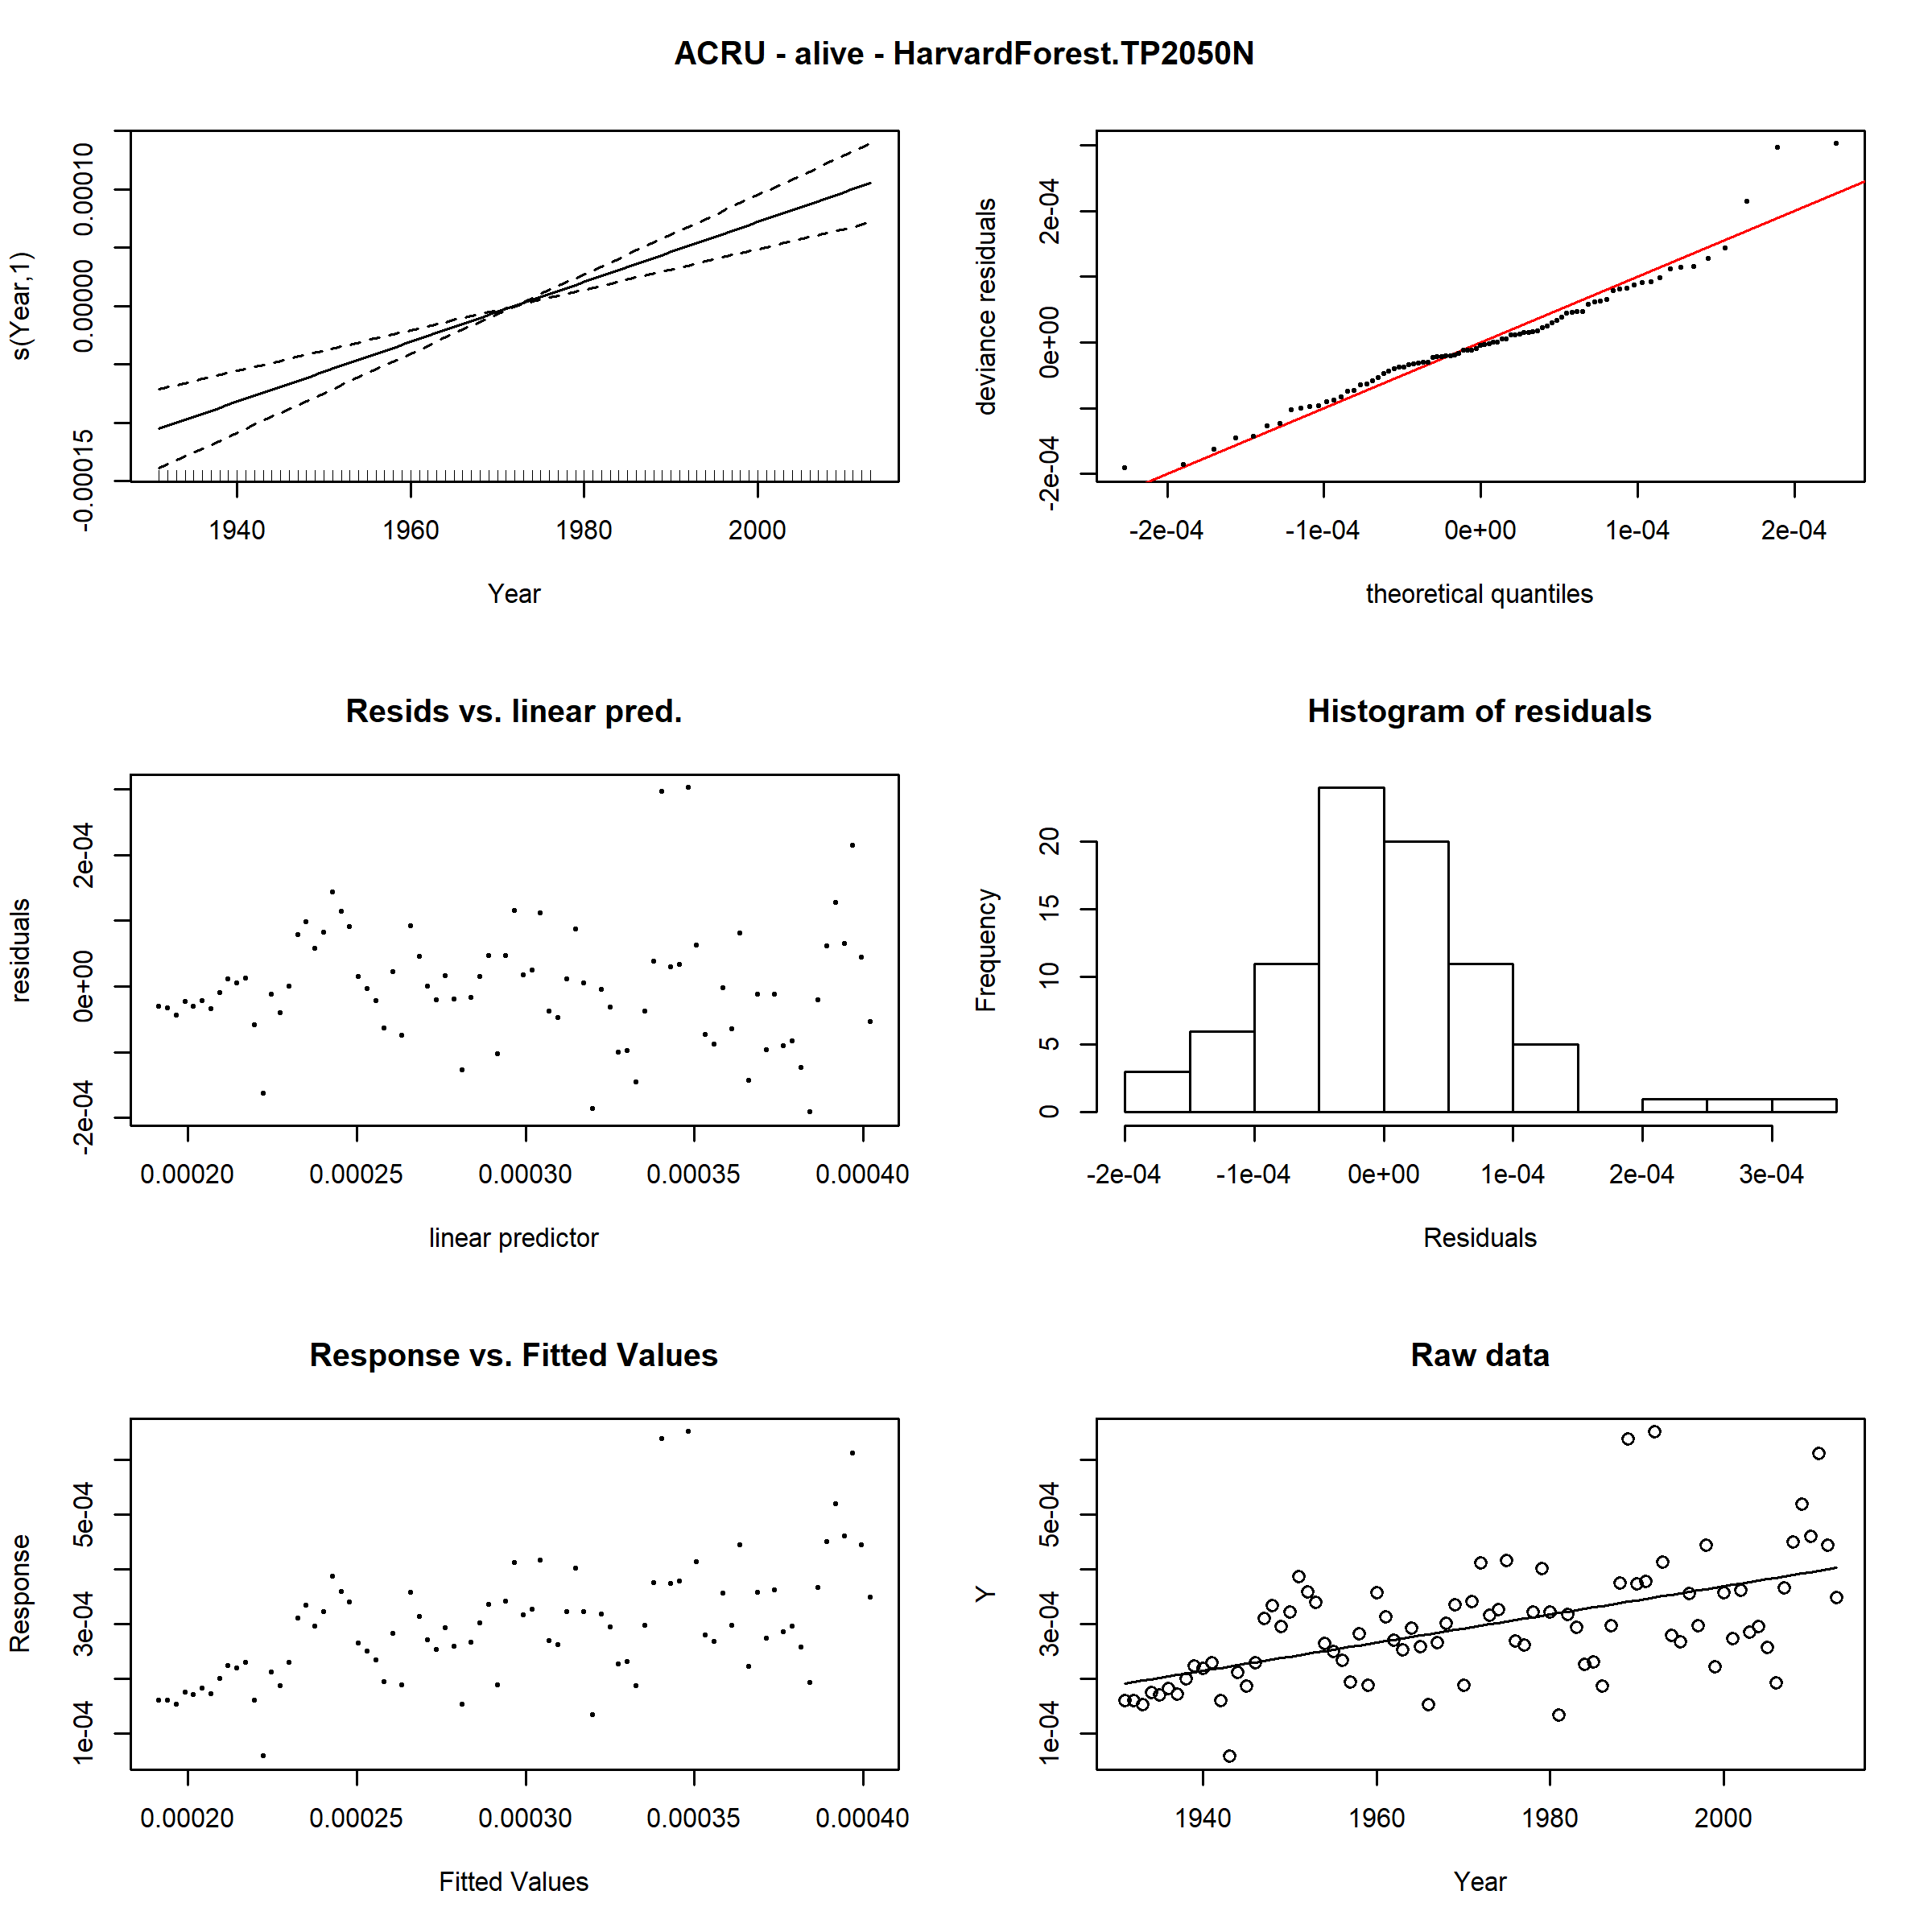 ACRU - alive - HarvardForest.TP2050N
s(Year,1)
-0.00015 0.00000 0.00010
1940 1960 1980 2000
Year
deviance residuals
-2e-04 0e+00 2e-04
-2e-04 -1e-04 0e+00 1e-04 2e-04
theoretical quantiles
Resids vs. linear pred.
residuals
-2e-04 0e+00 2e-04
0.00020 0.00025 0.00030 0.00035 0.00040
linear predictor
Histogram of residuals
Frequency
0 5 10 15 20
-2e-04 -1e-04 0e+00 1e-04 2e-04 3e-04
Residuals
Response vs. Fitted Values
Response
1e-04 3e-04 5e-04
0.00020 0.00025 0.00030 0.00035 0.00040
Fitted Values
Raw data
Y
1e-04 3e-04 5e-04
1940 1960 1980 2000
Year